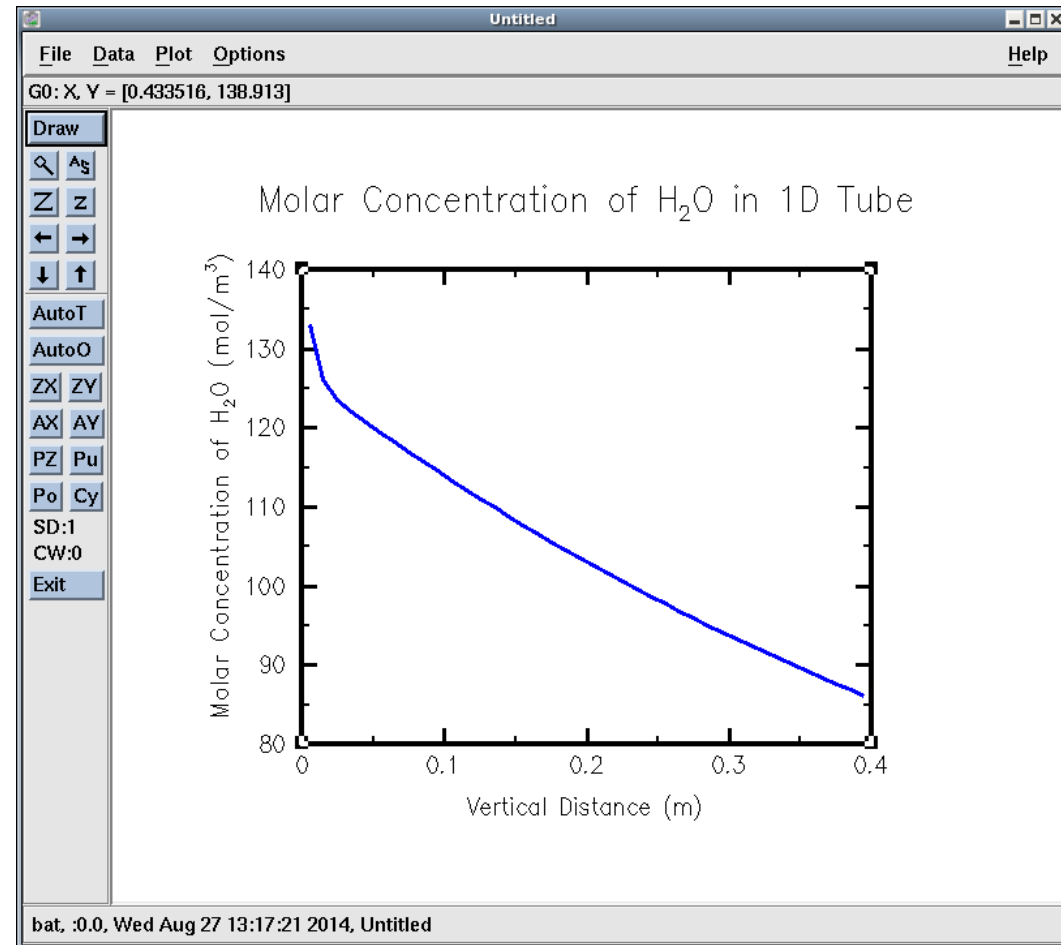 Untitled
File Data Plot Options Help
G0: X, Y = [0.433516, 138.913]
Draw
AS
Z z
AutoT
AutoO
ZX ZY
AX AY
PZ Pu
Po Cy
SD:1
CW:0
Exit
Molar Concentration of H₂O in 1D Tube
Molar Concentration of H₂O (mol/m³)
140
130
120
110
100
90
80
0 0.1 0.2 0.3 0.4
Vertical Distance (m)
bat, :0.0, Wed Aug 27 13:17:21 2014, Untitled